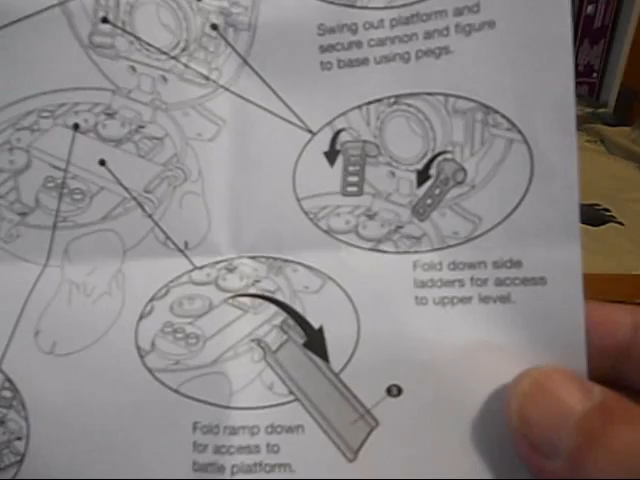 Swing out platform and
secure cannon and figure
to base using pegs.
Fold down side
ladders for access
to upper level.
Fold ramp down
for access to
battle platform.